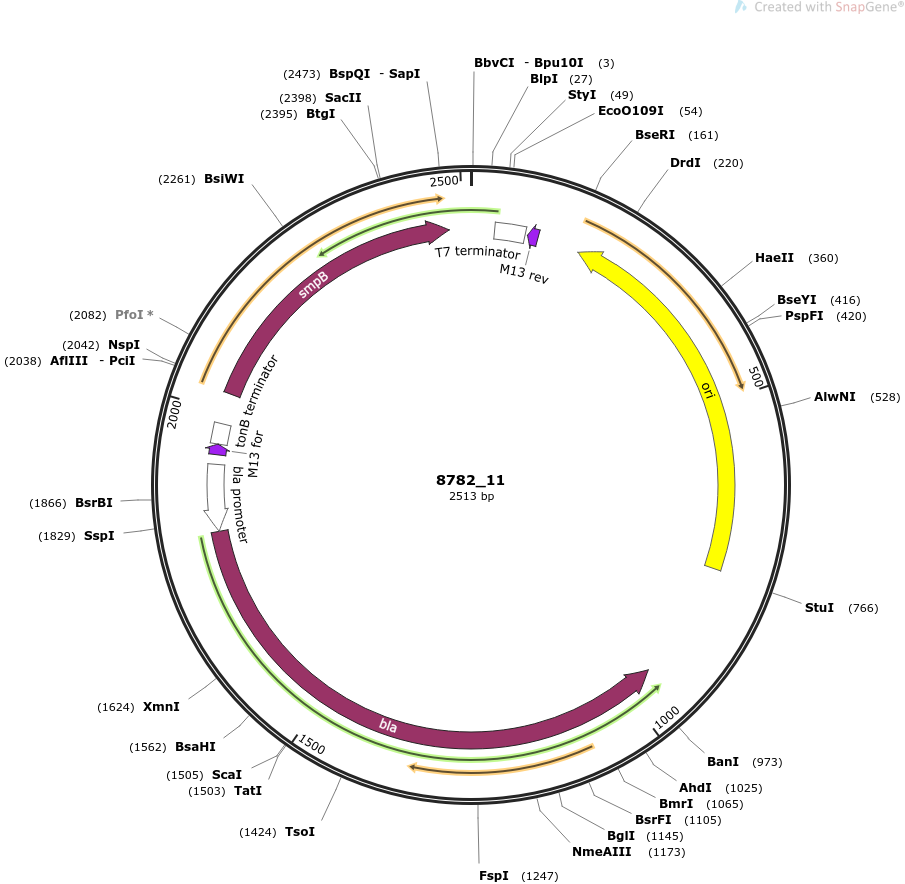 Created with SnapGene®
BbvCI - Bpu10I (3)
BlpI (27)
StyI (49)
EcoO109I (54)
BseRI (161)
DrdI (220)
HaeII (360)
BseYI (416)
PspFI (420)
AlwNI (528)
StuI (766)
BanI (973)
AhdI (1025)
BmrI (1065)
BsrFI (1105)
BglI (1145)
NmeAIII (1173)
FspI (1247)
(1424) TsoI
(1503) TatI
(1505) ScaI
(1562) BsaHI
(1624) XmnI
(1829) SspI
(1866) BsrBI
(2038) AflIII - PciI
(2042) NspI
(2082) PfoI *
(2261) BsiWI
(2395) BtgI
(2398) SacII
(2473) BspQI - SapI
500
1000
1500
2000
2500
T7 terminator
M13 rev
ori
bla
bla promoter
M13 for
tonB terminator
smpB
8782_11
2513 bp